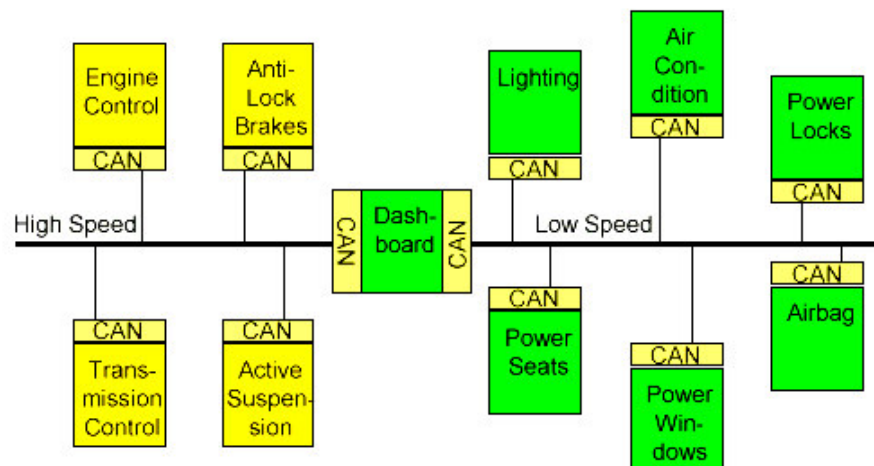 Engine
Control
CAN
Anti-
Lock
Brakes
CAN
Lighting
CAN
Air
Con-
dition
CAN
Power
Locks
CAN
High Speed
CAN
Dash-
board
CAN
Low Speed
CAN
Trans-
mission
Control
CAN
Active
Suspen-
sion
CAN
Power
Seats
CAN
Power
Win-
dows
CAN
Airbag